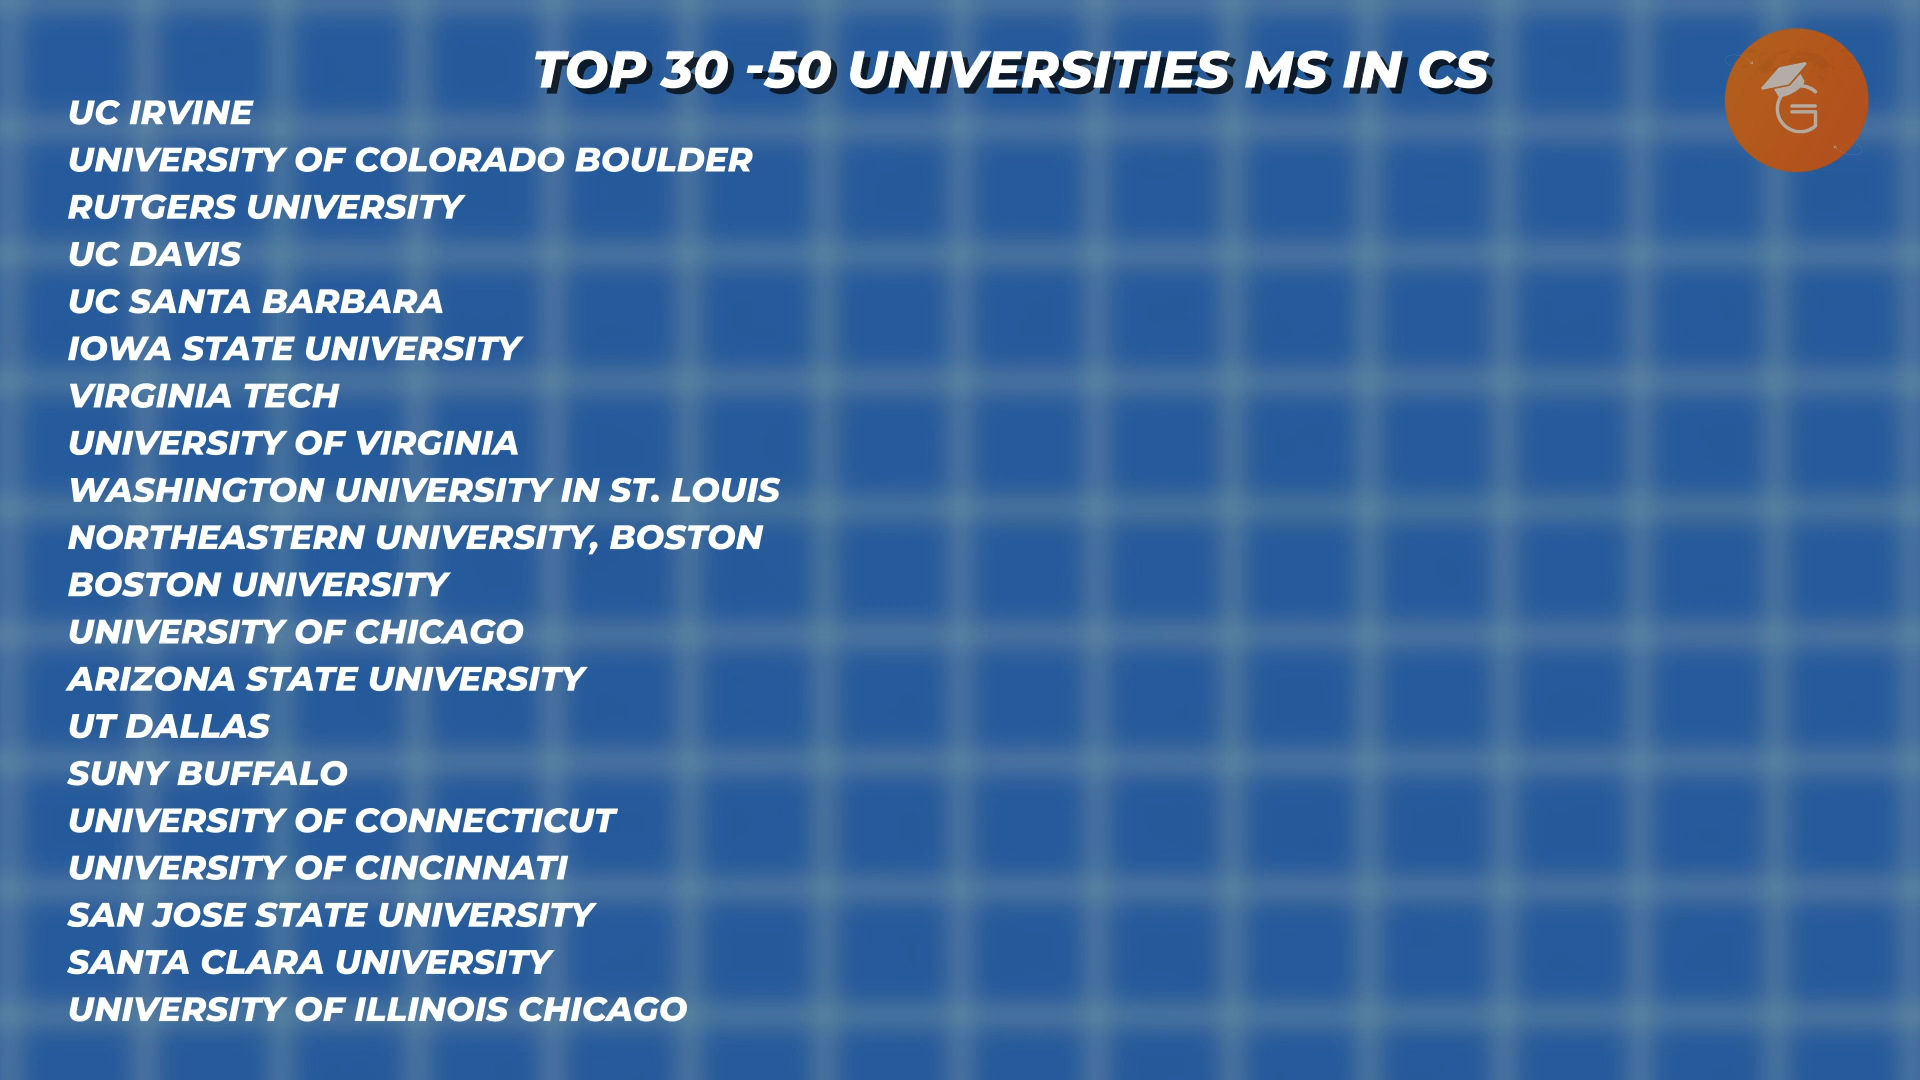 TOP 30 -50 UNIVERSITIES MS IN CS
UC IRVINE
UNIVERSITY OF COLORADO BOULDER
RUTGERS UNIVERSITY
UC DAVIS
UC SANTA BARBARA
IOWA STATE UNIVERSITY
VIRGINIA TECH
UNIVERSITY OF VIRGINIA
WASHINGTON UNIVERSITY IN ST. LOUIS
NORTHEASTERN UNIVERSITY, BOSTON
BOSTON UNIVERSITY
UNIVERSITY OF CHICAGO
ARIZONA STATE UNIVERSITY
UT DALLAS
SUNY BUFFALO
UNIVERSITY OF CONNECTICUT
UNIVERSITY OF CINCINNATI
SAN JOSE STATE UNIVERSITY
SANTA CLARA UNIVERSITY
UNIVERSITY OF ILLINOIS CHICAGO